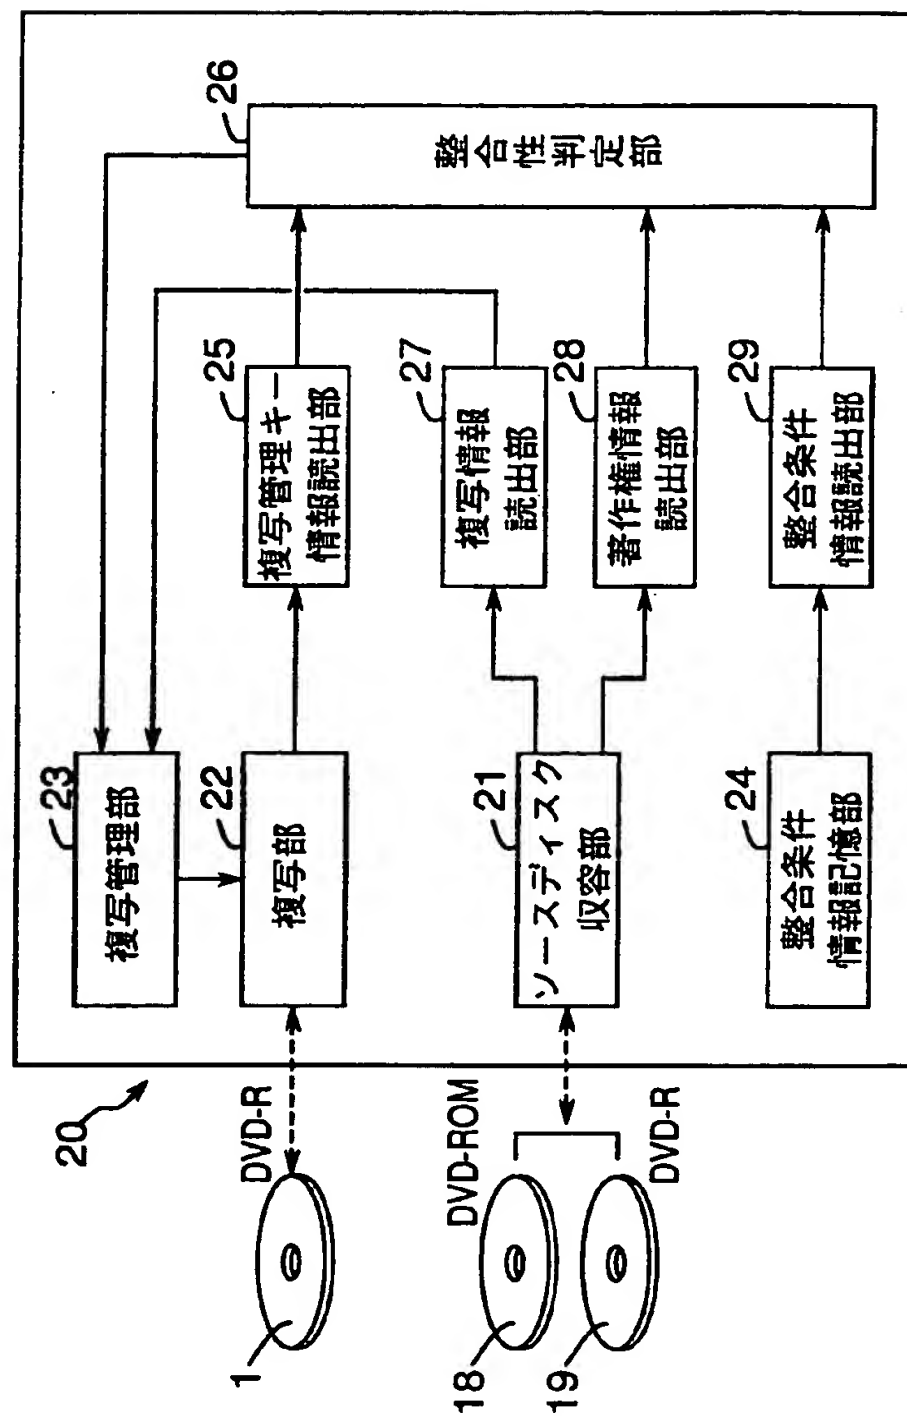 20
23
複写管理部
22
複写部
25
複写管理キー
情報読出部
26
整合性判定部
DVD-R
1
21
ソースディスク
収容部
27
複写情報
読出部
28
著作権情報
読出部
DVD-ROM
18
19
DVD-R
24
整合条件
情報記憶部
29
整合条件
情報読出部